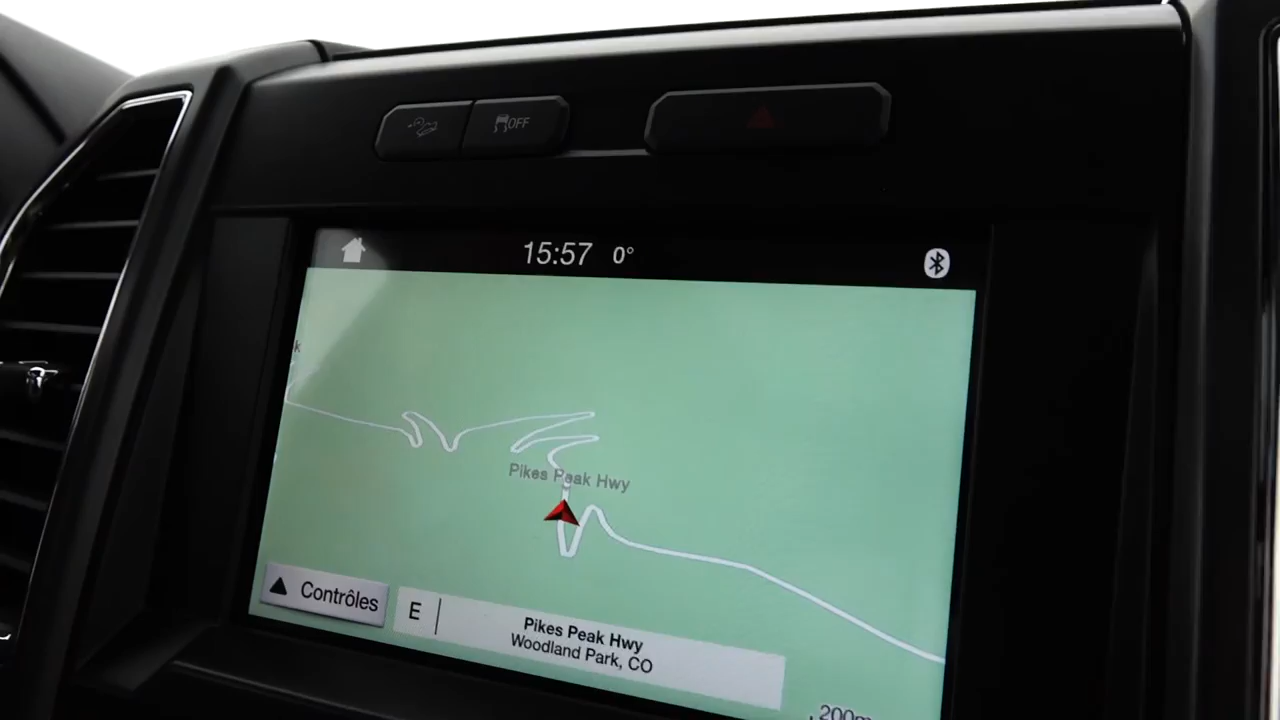 OFF
15:57 0°
k
Pikes Peak Hwy
Contrôles
E
Pikes Peak Hwy
Woodland Park, CO
200m